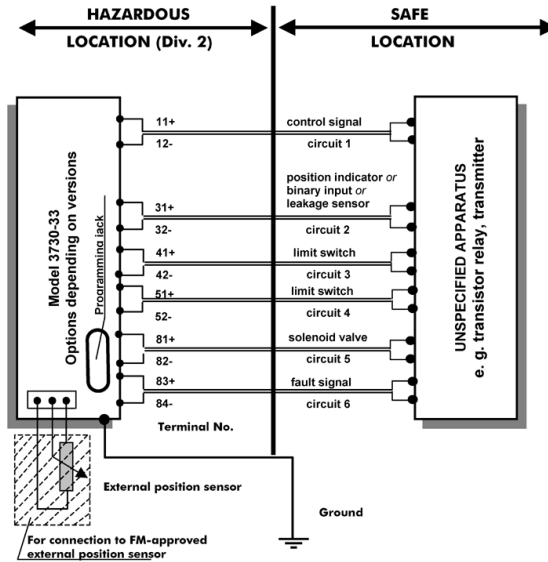 HAZARDOUS
LOCATION (Div. 2)
SAFE
LOCATION
Model 3730-33
Options depending on versions
Programming jack
11+
12-
control signal
circuit 1
31+
32-
position indicator or
binary input or
leakage sensor
circuit 2
41+
42-
limit switch
circuit 3
51+
52-
limit switch
circuit 4
81+
82-
solenoid valve
circuit 5
83+
84-
fault signal
circuit 6
Terminal No.
UNSPECIFIED APPARATUS
e. g. transistor relay, transmitter
External position sensor
Ground
For connection to FM-approved
external position sensor